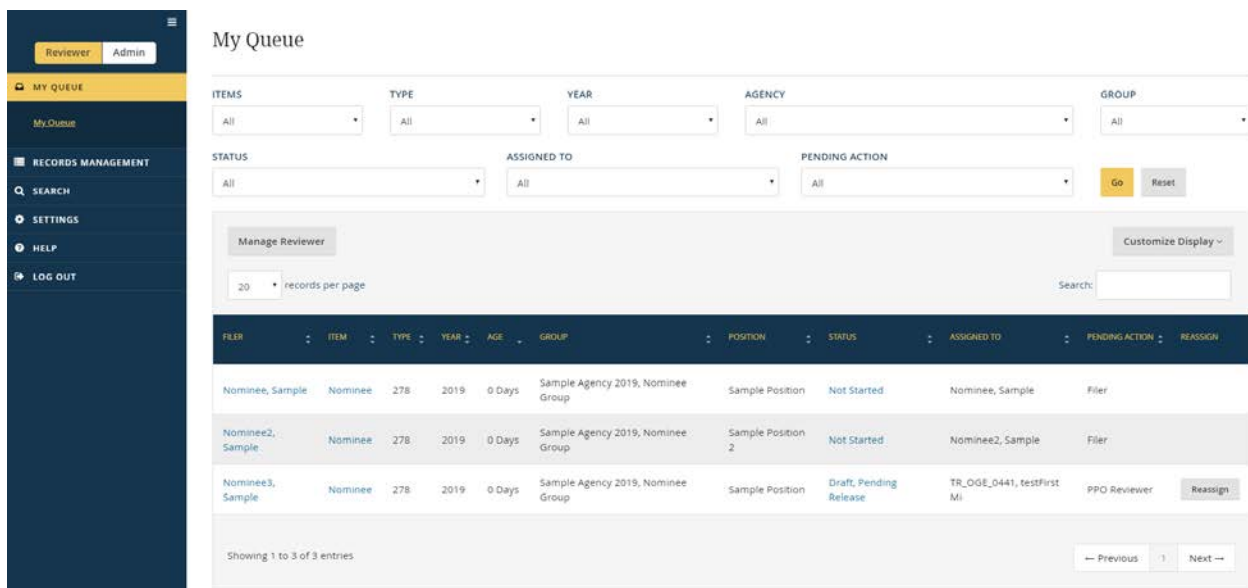 Reviewer Admin
MY QUEUE
My Queue
RECORDS MANAGEMENT
SEARCH
SETTINGS
HELP
LOG OUT
My Queue
ITEMS TYPE YEAR AGENCY GROUP
All All All All All
STATUS ASSIGNED TO PENDING ACTION
All All All Go Reset
Manage Reviewer Customize Display
20 records per page Search:
FILER ITEM TYPE YEAR AGE GROUP POSITION STATUS ASSIGNED TO PENDING ACTION REASSIGN
Nominee, Sample Nominee 278 2019 0 Days Sample Agency 2019, Nominee Group Sample Position Not Started Nominee, Sample Filer
Nominee2, Sample Nominee 278 2019 0 Days Sample Agency 2019, Nominee Group Sample Position 2 Not Started Nominee2, Sample Filer
Nominee3, Sample Nominee 278 2019 0 Days Sample Agency 2019, Nominee Group Sample Position Draft, Pending Release TR_OGE_0441, testFirst Mi PPO Reviewer Reassign
Showing 1 to 3 of 3 entries ← Previous 1 Next →